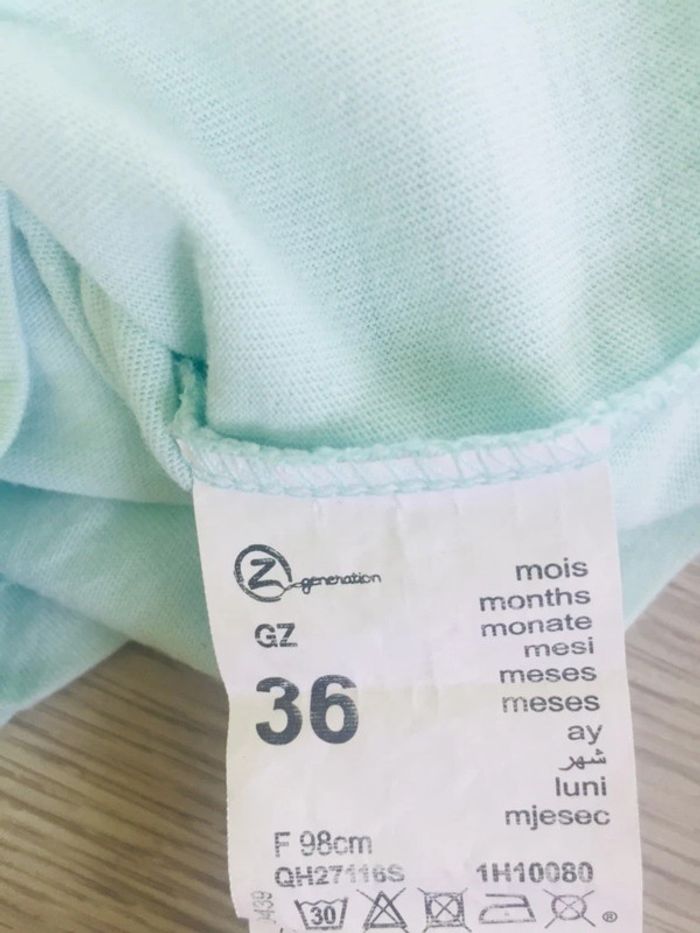 Z generation
GZ
36
mois
months
monate
mesi
meses
meses
ay
شهر
luni
mjesec
F 98cm
QH27116S 1H10080
30
®